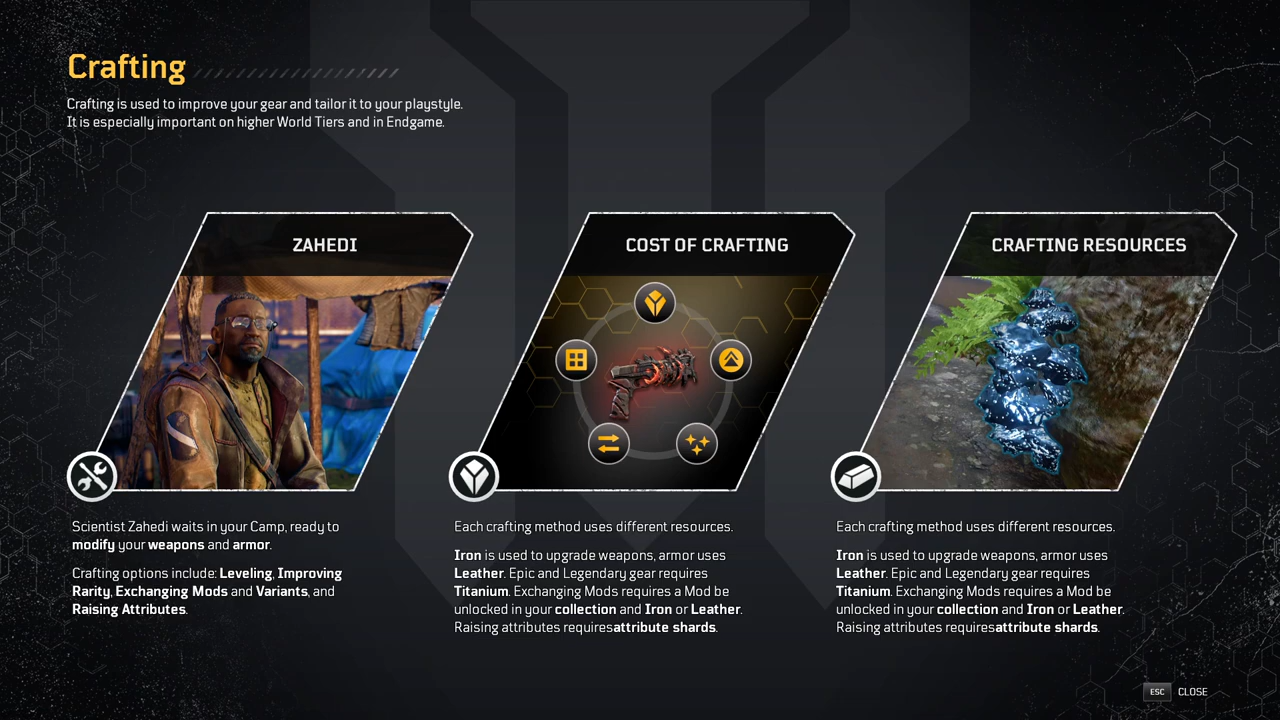 Crafting
Crafting is used to improve your gear and tailor it to your playstyle.
It is especially important on higher World Tiers and in Endgame.
ZAHEDI
Scientist Zahedi waits in your Camp, ready to
modify your weapons and armor.
Crafting options include: Leveling, Improving
Rarity, Exchanging Mods and Variants, and
Raising Attributes.
COST OF CRAFTING
Each crafting method uses different resources.
Iron is used to upgrade weapons, armor uses
Leather. Epic and Legendary gear requires
Titanium. Exchanging Mods requires a Mod be
unlocked in your collection and Iron or Leather.
Raising attributes requiresattribute shards.
CRAFTING RESOURCES
Each crafting method uses different resources.
Iron is used to upgrade weapons, armor uses
Leather. Epic and Legendary gear requires
Titanium. Exchanging Mods requires a Mod be
unlocked in your collection and Iron or Leather.
Raising attributes requiresattribute shards.
ESC CLOSE